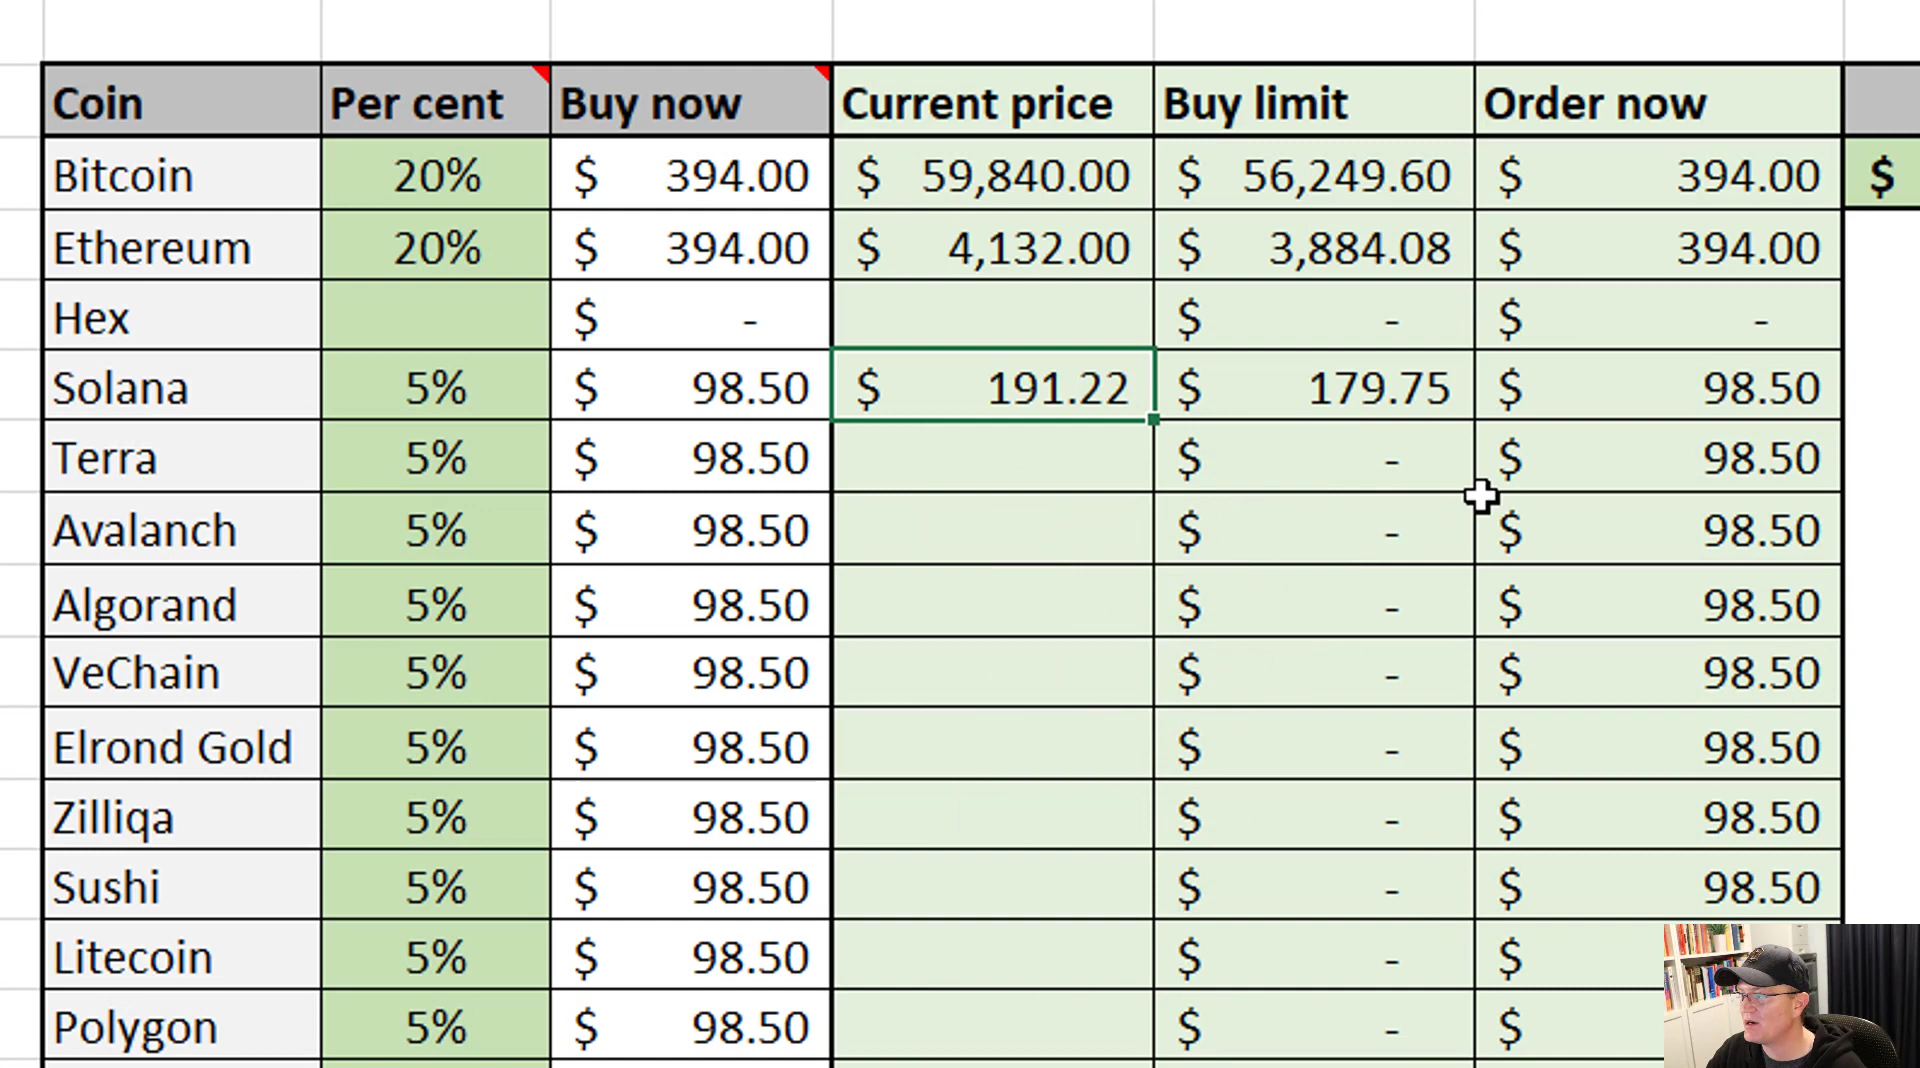 Coin Per cent Buy now Current price Buy limit Order now
Bitcoin 20% $ 394.00 $ 59,840.00 $ 56,249.60 $ 394.00 $
Ethereum 20% $ 394.00 $ 4,132.00 $ 3,884.08 $ 394.00
Hex $ - $ - $ -
Solana 5% $ 98.50 $ 191.22 $ 179.75 $ 98.50
Terra 5% $ 98.50 $ - $ 98.50
Avalanch 5% $ 98.50 $ - $ 98.50
Algorand 5% $ 98.50 $ - $ 98.50
VeChain 5% $ 98.50 $ - $ 98.50
Elrond Gold 5% $ 98.50 $ - $ 98.50
Zilliqa 5% $ 98.50 $ - $ 98.50
Sushi 5% $ 98.50 $ - $ 98.50
Litecoin 5% $ 98.50 $ - $
Polygon 5% $ 98.50 $ - $